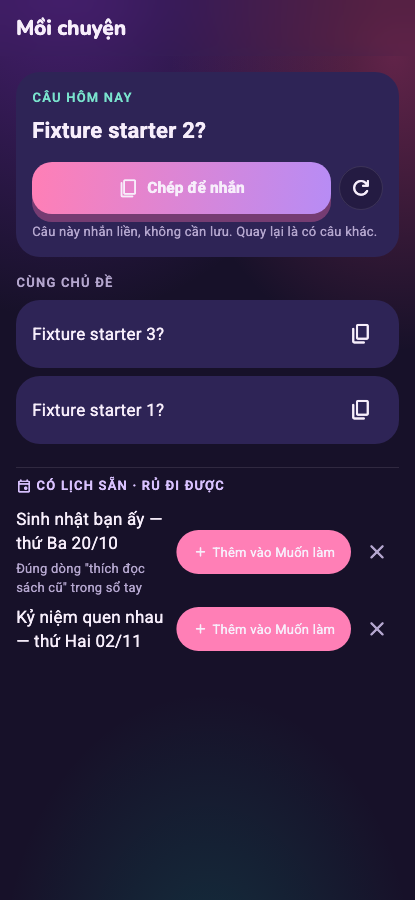 Mồi chuyện
CÂU HÔM NAY
Fixture starter 2?
Chép để nhắn
Câu này nhắn liền, không cần lưu. Quay lại là có câu khác.
CÙNG CHỦ ĐỀ
Fixture starter 3?
Fixture starter 1?
CÓ LỊCH SẴN · RỦ ĐI ĐƯỢC
Sinh nhật bạn ấy —
thứ Ba 20/10
Đúng dòng "thích đọc
sách cũ" trong sổ tay
+ Thêm vào Muốn làm
Kỷ niệm quen nhau
— thứ Hai 02/11
+ Thêm vào Muốn làm